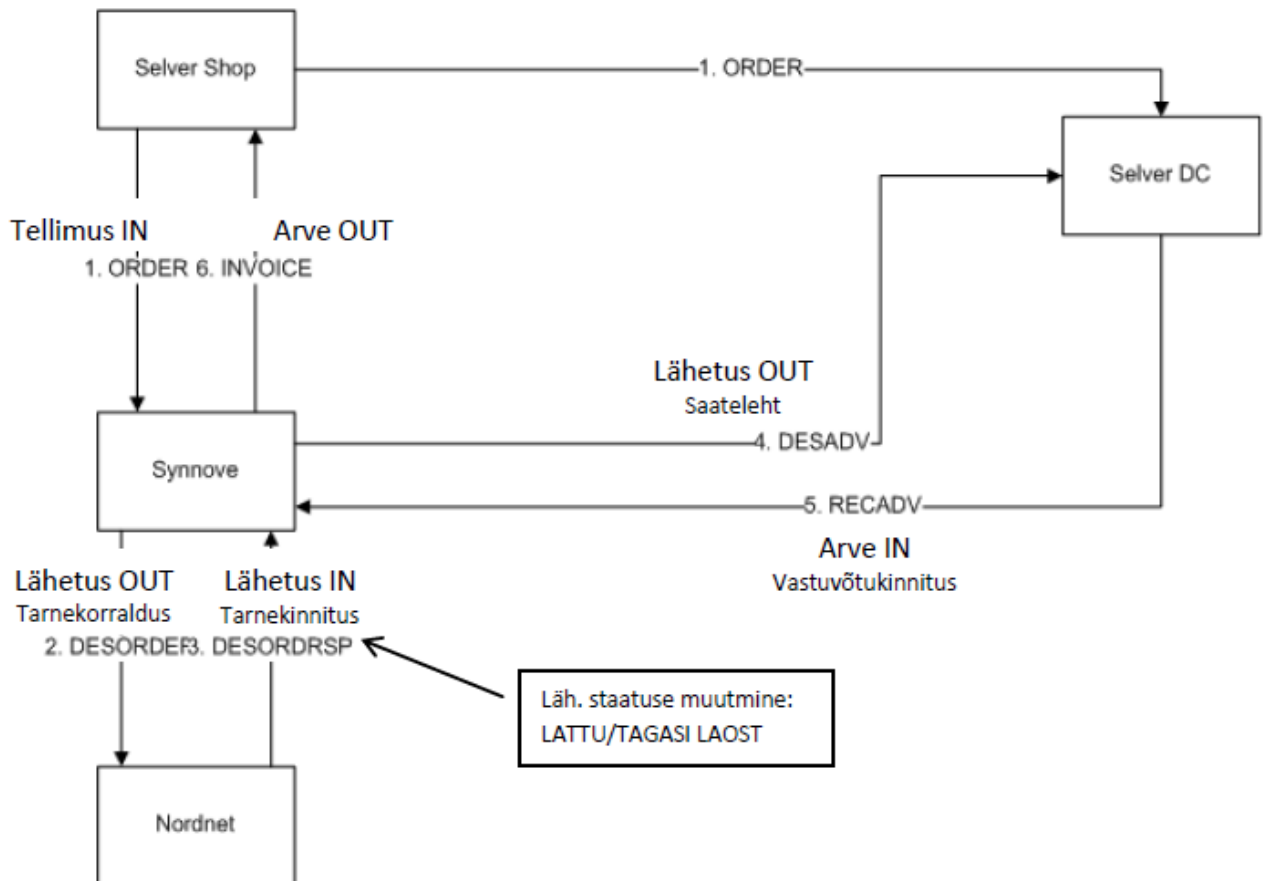 Selver Shop
1. ORDER
Selver DC
Tellimus IN
Arve OUT
1. ORDER
6. INVOICE
Lähetus OUT
Saateleht
4. DESADV
Synnove
5. RECADV
Arve IN
Vastuvõtukinnitus
Lähetus OUT
Tarnekorraldus
Lähetus IN
Tarnekinnitus
2. DESORDER
3. DESORDRSP
Läh. staatuse muutmine:
LATTU/TAGASI LAOST
Nordnet